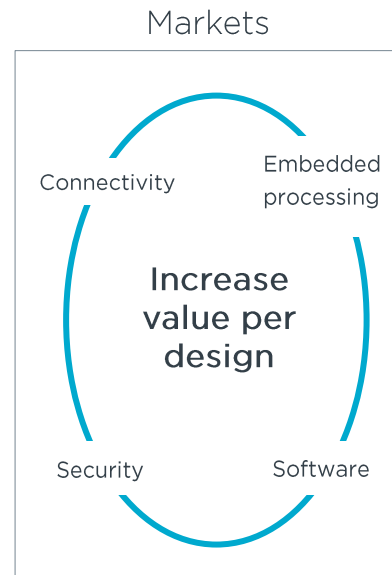 Markets
Connectivity
Embedded
processing
Increase
value per
design
Security
Software